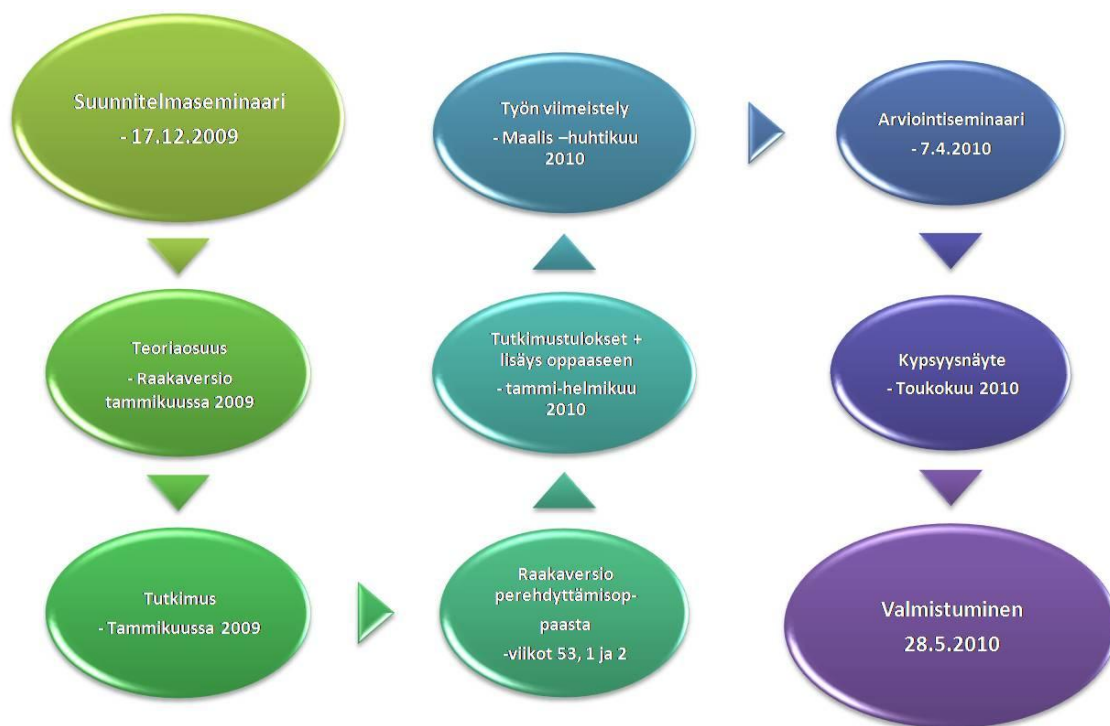 Suunnitelmaseminaari
- 17.12.2009
Teoriaosuus
- Raakaversio
tammikuussa 2009
Tutkimus
- Tammikuussa 2009
Raakaversio
perehdyttämisop-
paasta
-viikot 53, 1 ja 2
Tutkimustulokset +
lisäys oppaaseen
- tammi-helmikuu
2010
Työn viimeistely
- Maalis –huhtikuu
2010
Arviointiseminaari
- 7.4.2010
Kypsyysnäyte
- Toukokuu 2010
Valmistuminen
28.5.2010